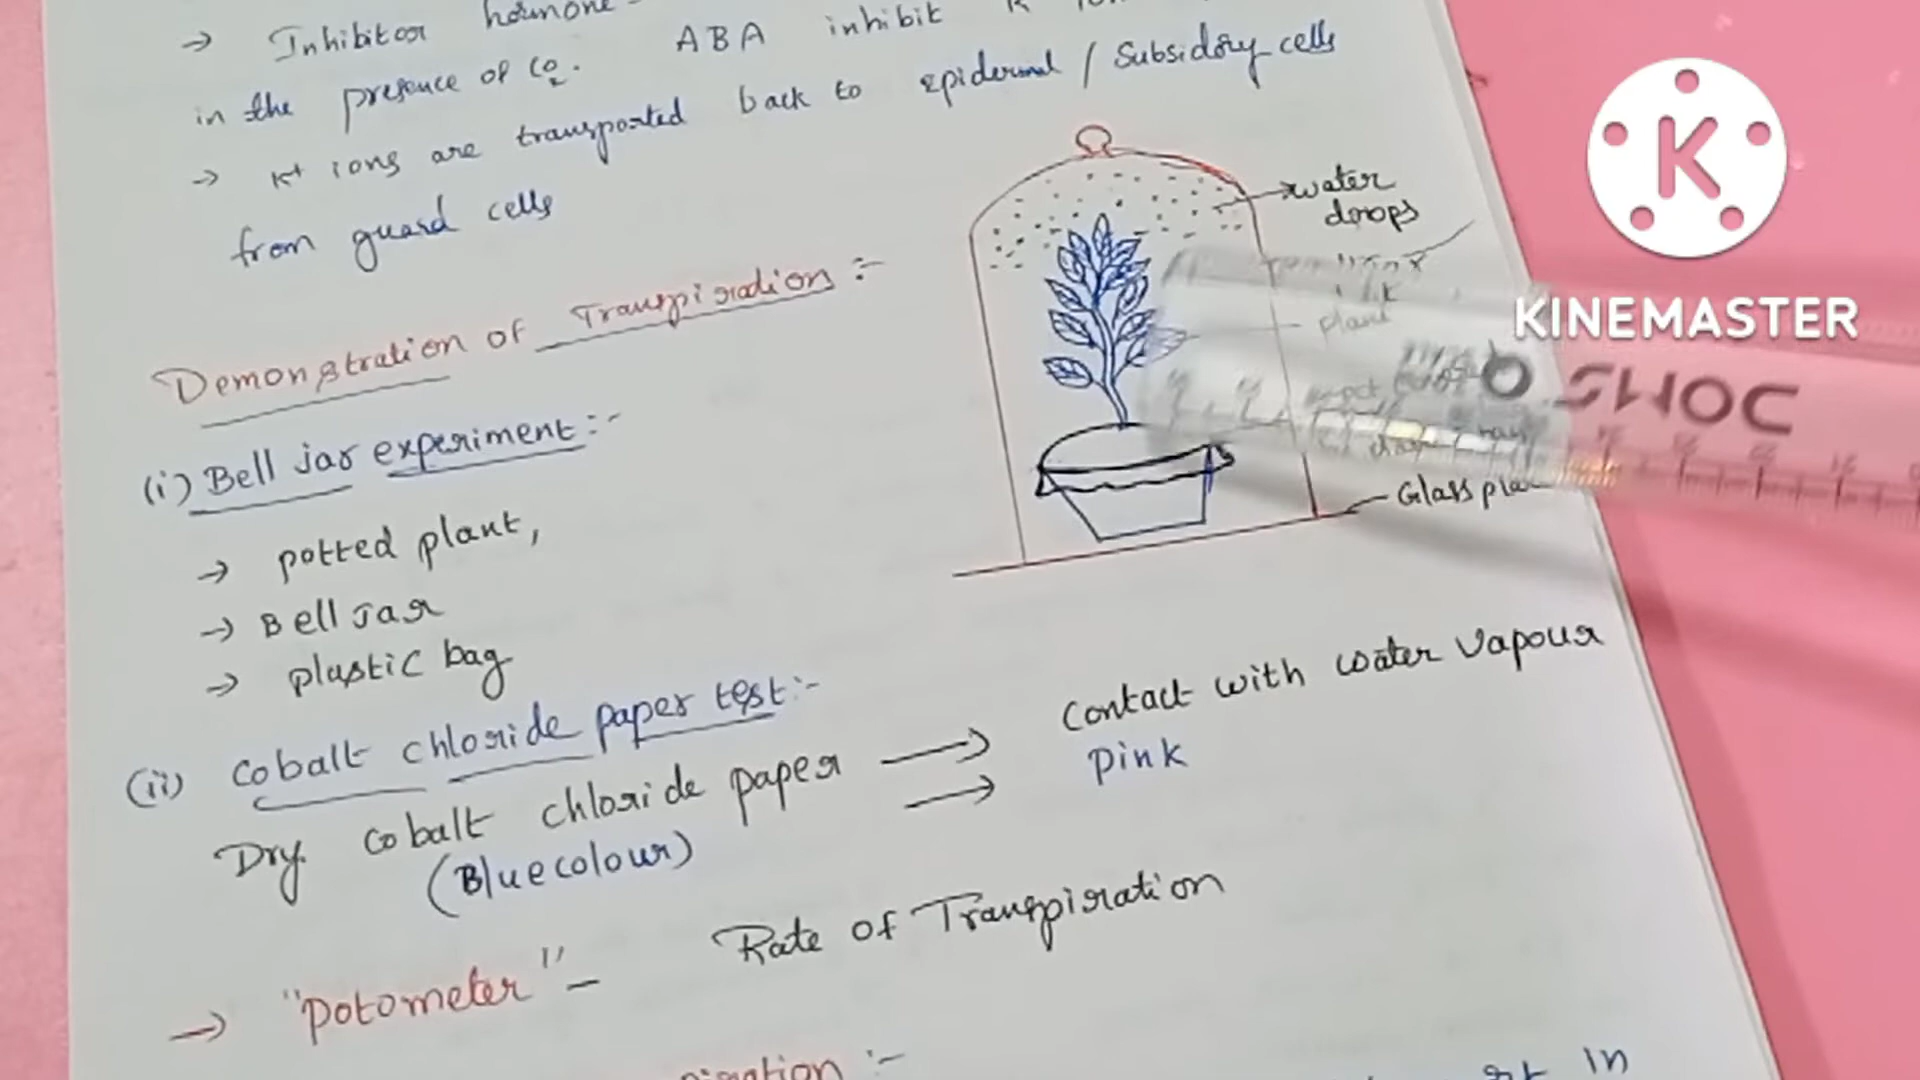 → Inhibitor hormone
in the presence of CO2. ABA inhibit K
→ K+ ions are transported back to epidermal / Subsidory cells
from guard cells
Demonstration of Transpiration :-
(i) Bell jar experiment :-
→ potted plant,
→ Bell Jar
→ plastic bag
water
drops
plant
Glass
(ii) Cobalt chloride paper test :-
Dry Cobalt chloride paper → Contact with water vapour
(Blue colour) → pink
→ "Potometer" - Rate of Transpiration
in
KINEMASTER